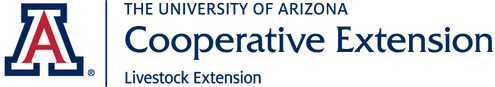 A®
THE UNIVERSITY OF ARIZONA
Cooperative Extension
Livestock Extension